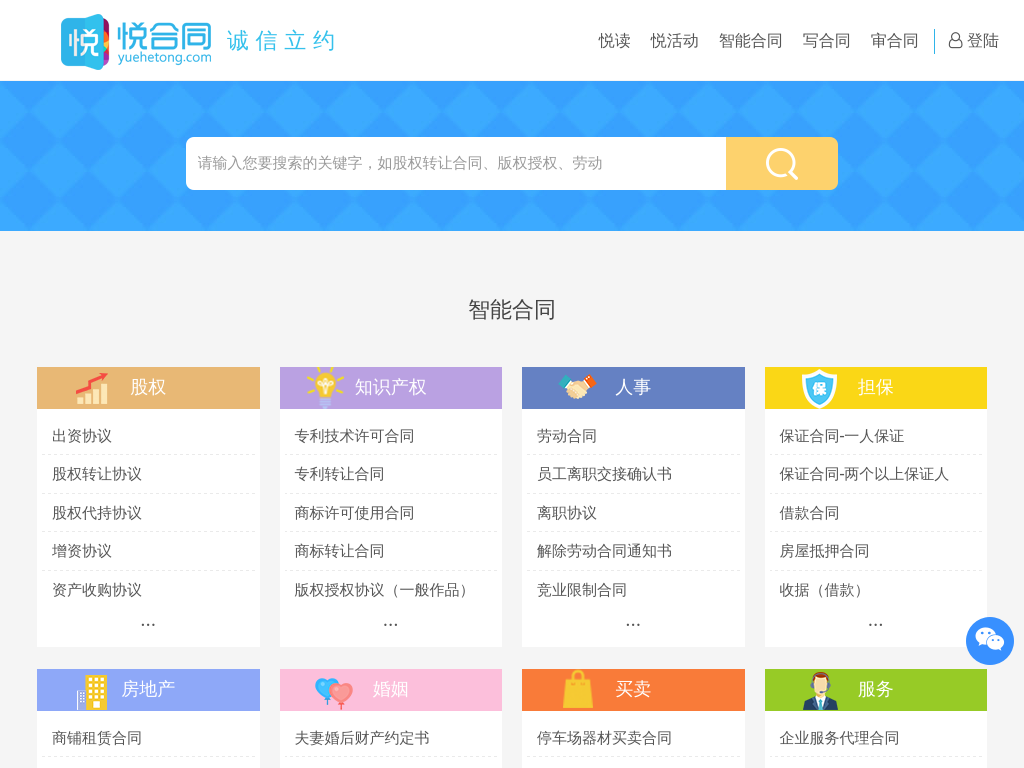 悦 悦合同 诚信立约
yuehetong.com
悦读 悦活动 智能合同 写合同 审合同 登陆
请输入您要搜索的关键字，如股权转让合同、版权授权、劳动
智能合同
股权
出资协议
股权转让协议
股权代持协议
增资协议
资产收购协议
...
知识产权
专利技术许可合同
专利转让合同
商标许可使用合同
商标转让合同
版权授权协议（一般作品）
...
人事
劳动合同
员工离职交接确认书
离职协议
解除劳动合同通知书
竞业限制合同
...
保 担保
保证合同-一人保证
保证合同-两个以上保证人
借款合同
房屋抵押合同
收据（借款）
...
房地产
商铺租赁合同
婚姻
夫妻婚后财产约定书
买卖
停车场器材买卖合同
服务
企业服务代理合同